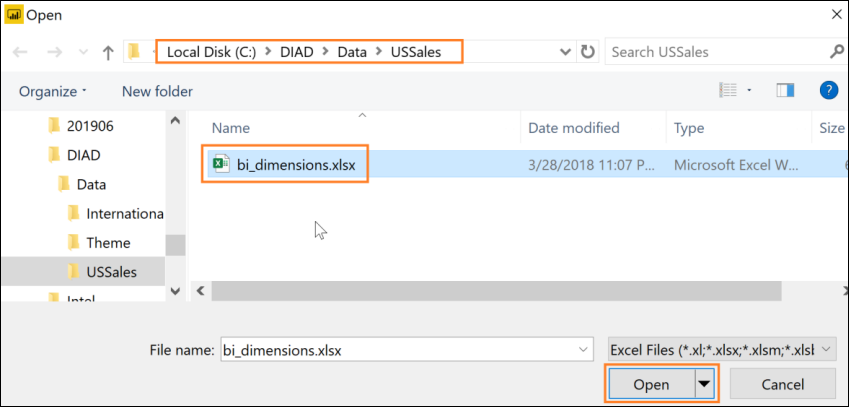 Open
Local Disk (C:) > DIAD > Data > USSales
Search USSales
Organize
New folder
?
201906
DIAD
Data
Internationa
Theme
USSales
Name
Date modified
Type
Size
bi_dimensions.xlsx
3/28/2018 11:07 P...
Microsoft Excel W...
File name:
bi_dimensions.xlsx
Excel Files (*.xl;*.xlsx;*.xlsm;*.xlsb
Open
Cancel